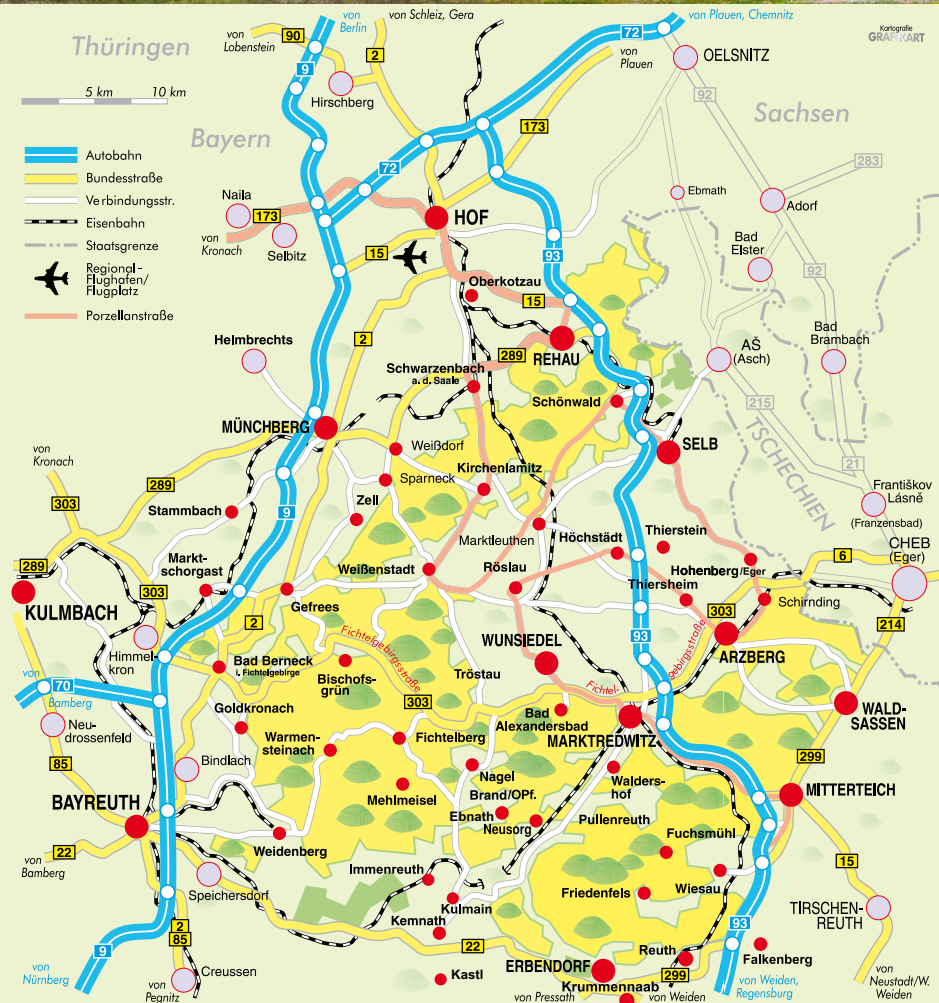 von Schleiz, Gera
von
Berlin
von Plauen, Chemnitz
von
Lobenstein
90
2
9
72
Kartografie
GRAFIKART
Thüringen
von
Plauen
OELSNITZ
5 km 10 km
Hirschberg
92
Sachsen
Bayern
173
Autobahn
Bundesstraße
Verbindungsstr.
Eisenbahn
Staatsgrenze
Regional-
Flughafen/
Flugplatz
Porzellanstraße
72
283
Naila
173
von
Kronach
Selbitz
HOF
Ebmath
Adorf
15
93
Bad
Elster
92
Oberkotzau
15
2
Helmbrechts
289
REHAU
AŠ
(Asch)
Bad
Brambach
Schwarzenbach
a. d. Saale
Schönwald
215
MÜNCHBERG
Weißdorf
SELB
TSCHECHIEN
von
Kronach
289
Sparneck
Kirchenlamitz
21
303
Zell
9
Františkov
Lásně
(Franzensbad)
Stammbach
Marktleuthen
Höchstädt
Thierstein
CHEB
(Eger)
6
289
Markt-
schorgast
Weißenstadt
Röslau
Hohenberg/Eger
Thiersheim
Schirnding
303
KULMBACH
303
Gefrees
2
214
Fichtelgebirgsstraße
WUNSIEDEL
93
ARZBERG
Himmel-
kron
Bad Berneck
i. Fichtelgebirge
Bischofs-
grün
Tröstau
Fichtel-
gebirgsstraße
von
70
Bamberg
303
Goldkronach
Bad
Alexandersbad
MARKTREDWITZ
WALD-
SASSEN
Neu-
drossenfeld
Warmen-
steinach
Fichtelberg
299
85
Bindlach
Nagel
Walders-
hof
MITTERTEICH
BAYREUTH
Mehlmeisel
Brand/OPf.
Ebnath
Neusorg
Pullenreuth
Fuchsmühl
22
von
Bamberg
Weidenberg
15
Immenreuth
Wiesau
Speichersdorf
Friedenfels
Kulmain
TIRSCHEN-
REUTH
Kemnath
2
85
22
93
9
von
Nürnberg
Reuth
Falkenberg
Creussen
Kastl
ERBENDORF
299
von
Pegnitz
Krummennaab
von Pressath
von Weiden
von Weiden,
Regensburg
von
Neustadt/W.
Weiden